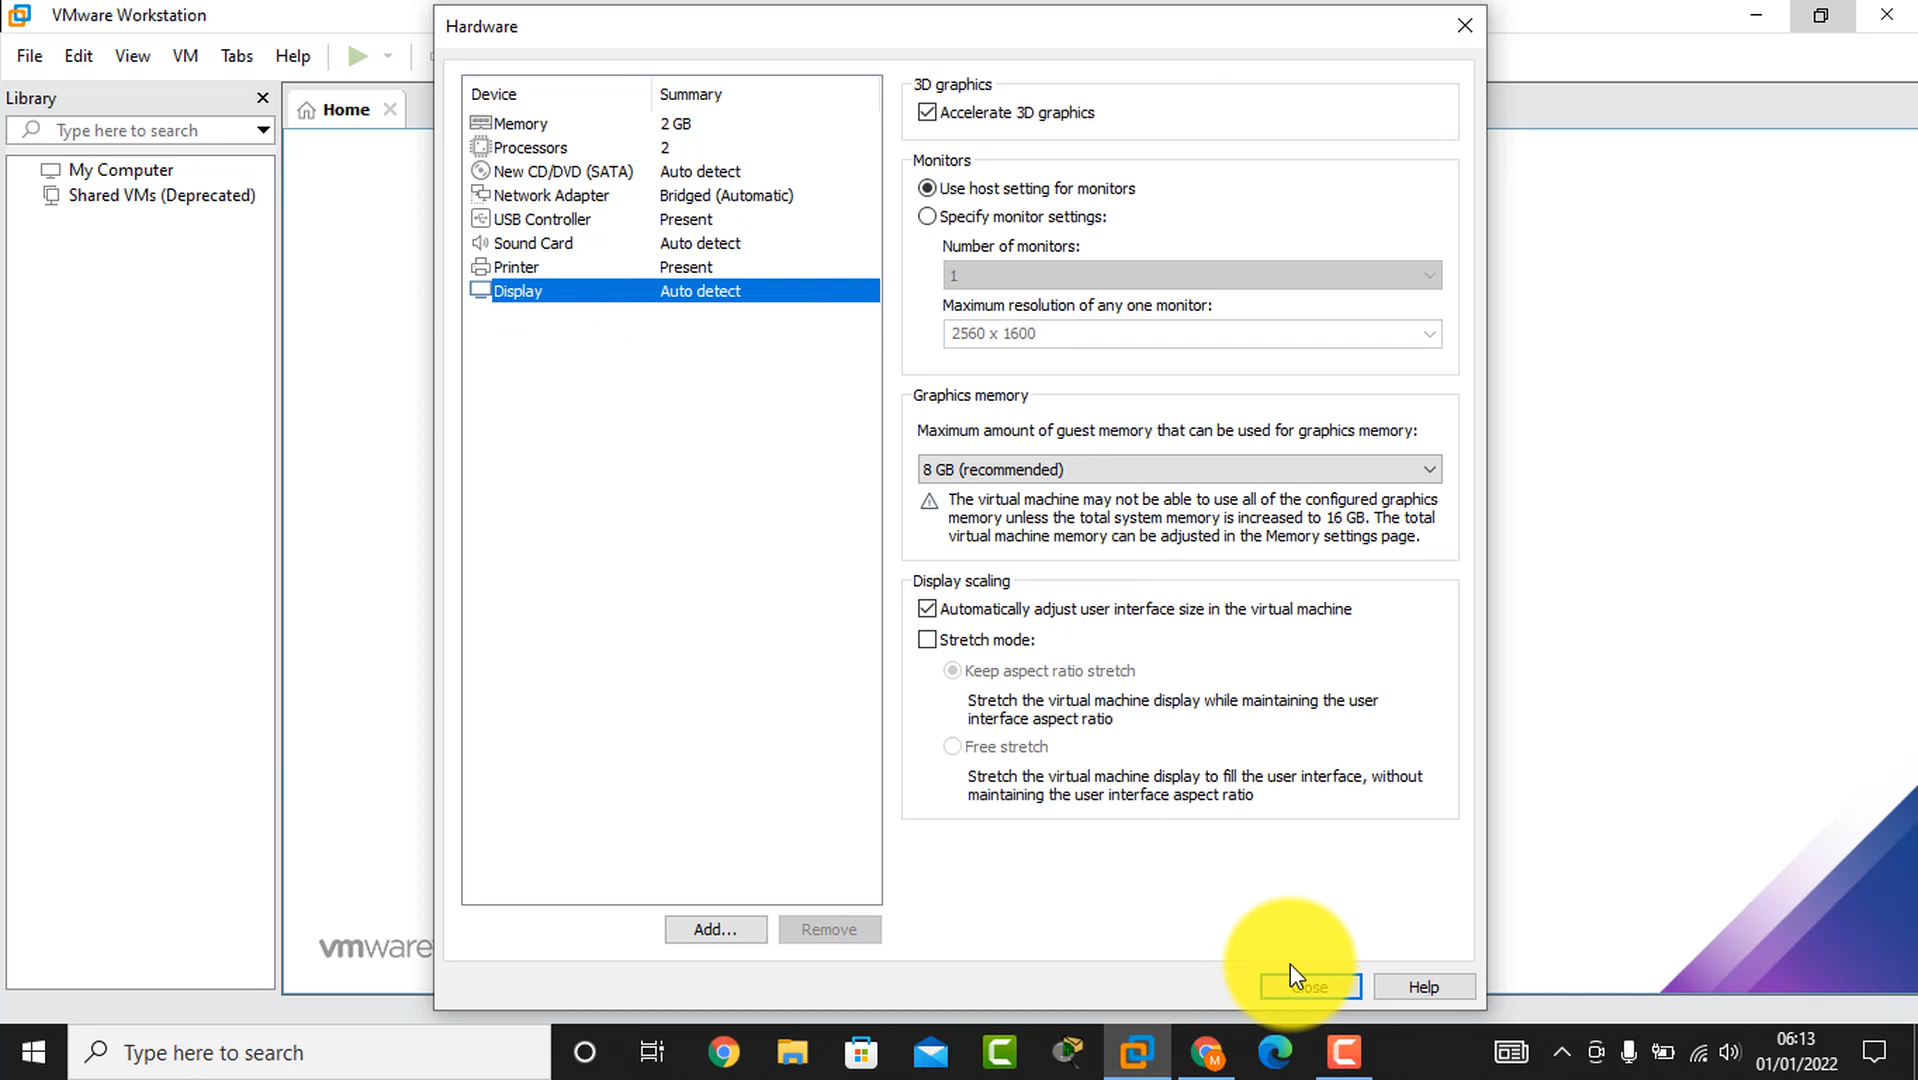 VMware Workstation
File Edit View VM Tabs Help
Library
Type here to search
My Computer
Shared VMs (Deprecated)
Home
vmware
Hardware
Device Summary
Memory 2 GB
Processors 2
New CD/DVD (SATA) Auto detect
Network Adapter Bridged (Automatic)
USB Controller Present
Sound Card Auto detect
Printer Present
Display Auto detect
Add... Remove
3D graphics
Accelerate 3D graphics
Monitors
Use host setting for monitors
Specify monitor settings:
Number of monitors:
1
Maximum resolution of any one monitor:
2560 x 1600
Graphics memory
Maximum amount of guest memory that can be used for graphics memory:
8 GB (recommended)
The virtual machine may not be able to use all of the configured graphics
memory unless the total system memory is increased to 16 GB. The total
virtual machine memory can be adjusted in the Memory settings page.
Display scaling
Automatically adjust user interface size in the virtual machine
Stretch mode:
Keep aspect ratio stretch
Stretch the virtual machine display while maintaining the user
interface aspect ratio
Free stretch
Stretch the virtual machine display to fill the user interface, without
maintaining the user interface aspect ratio
Close Help
Type here to search
M
06:13
01/01/2022